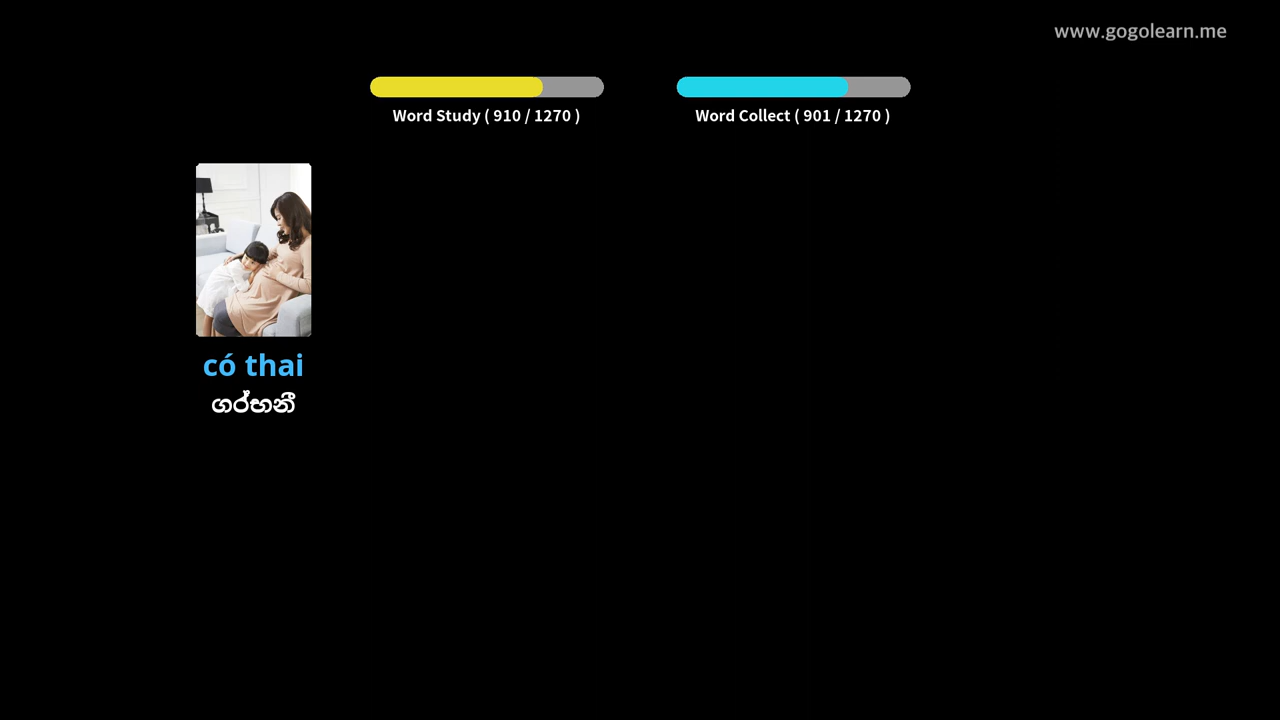 www.gogolearn.me
Word Study ( 910 / 1270 )
Word Collect ( 901 / 1270 )
có thai
ගර්භනී